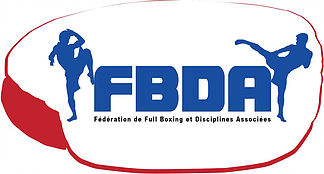 FBDA
Fédération de Full Boxing et Disciplines Associées